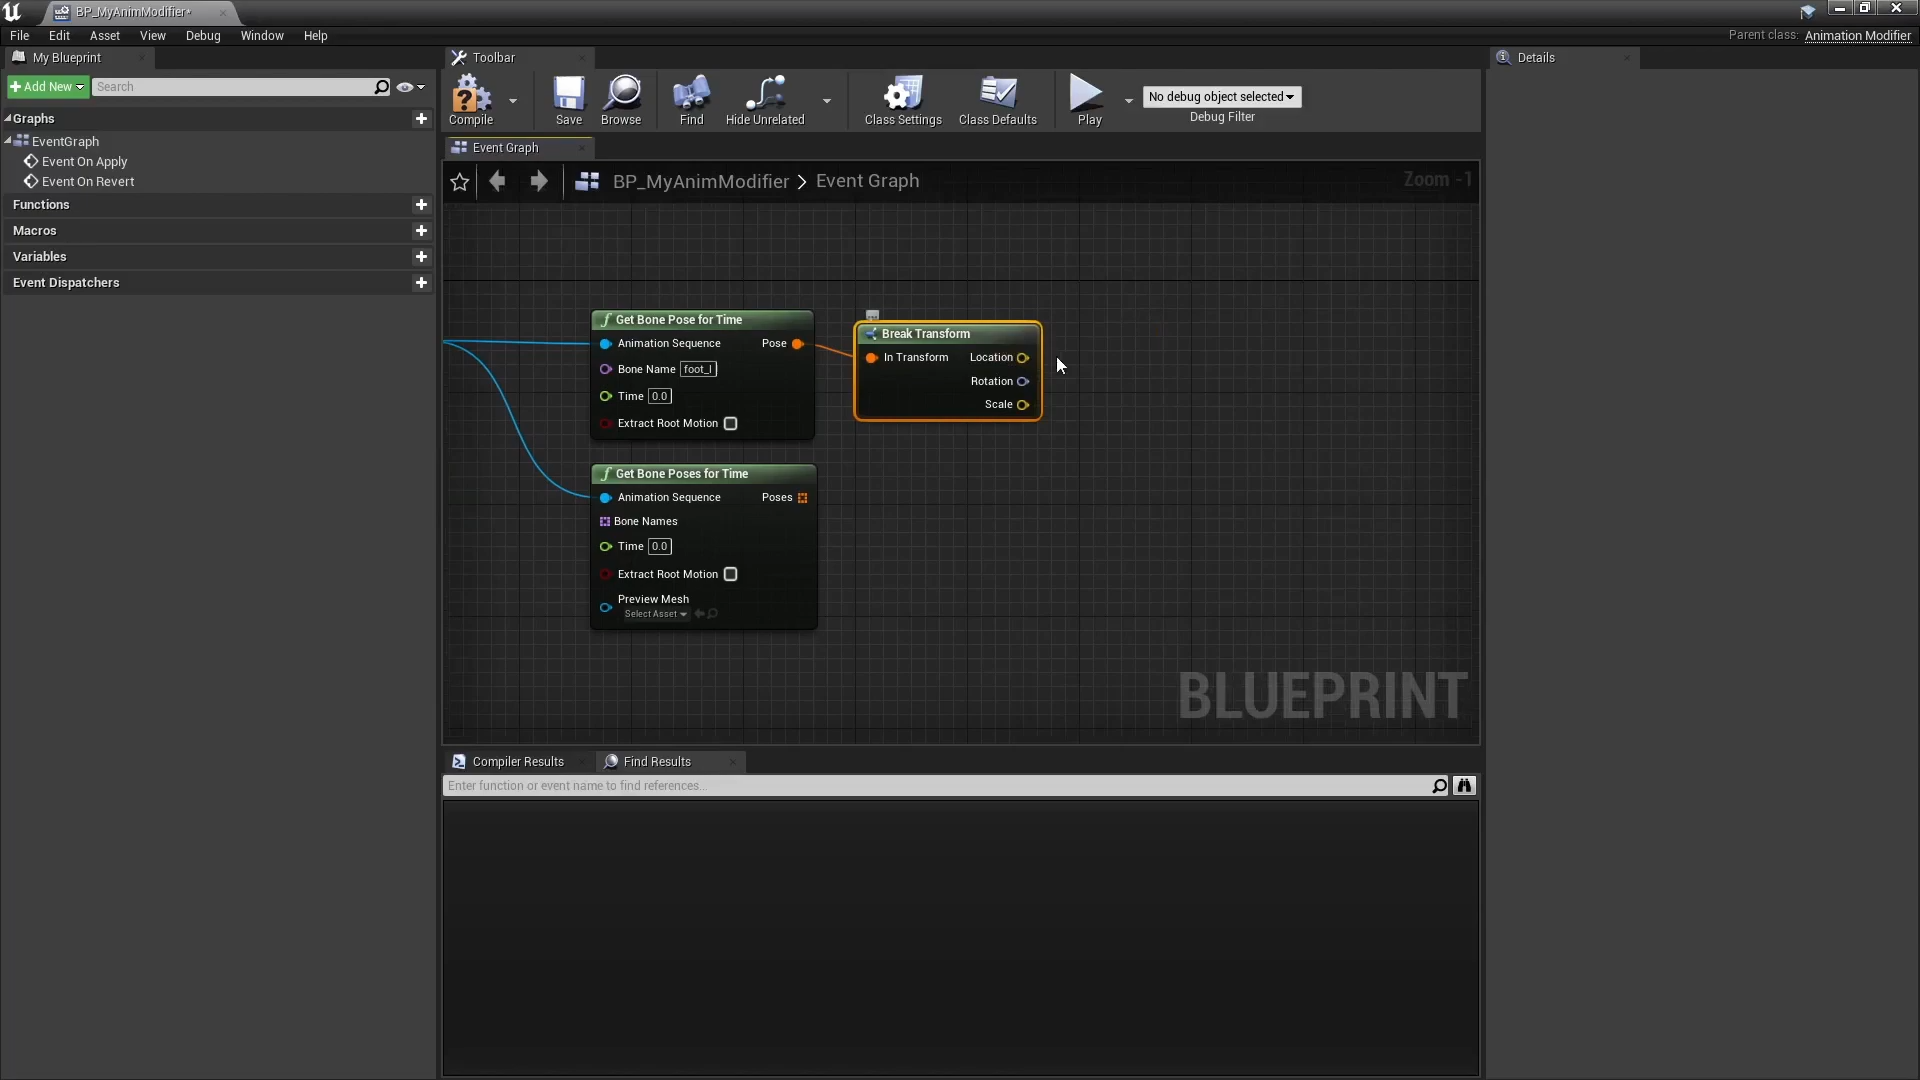 BP_MyAnimModifier*
File Edit Asset View Debug Window Help
Parent class: Animation Modifier
My Blueprint
Toolbar
Details
Add New
Search
Compile
Save
Browse
Find
Hide Unrelated
Class Settings
Class Defaults
Play
No debug object selected
Debug Filter
Graphs
EventGraph
Event On Apply
Event On Revert
Functions
Macros
Variables
Event Dispatchers
Event Graph
BP_MyAnimModifier > Event Graph
Zoom -1
Get Bone Pose for Time
Animation Sequence Pose
Bone Name foot_l
Time 0.0
Extract Root Motion
Break Transform
In Transform Location
Rotation
Scale
Get Bone Poses for Time
Animation Sequence Poses
Bone Names
Time 0.0
Extract Root Motion
Preview Mesh
Select Asset
BLUEPRINT
Compiler Results
Find Results
Enter function or event name to find references...